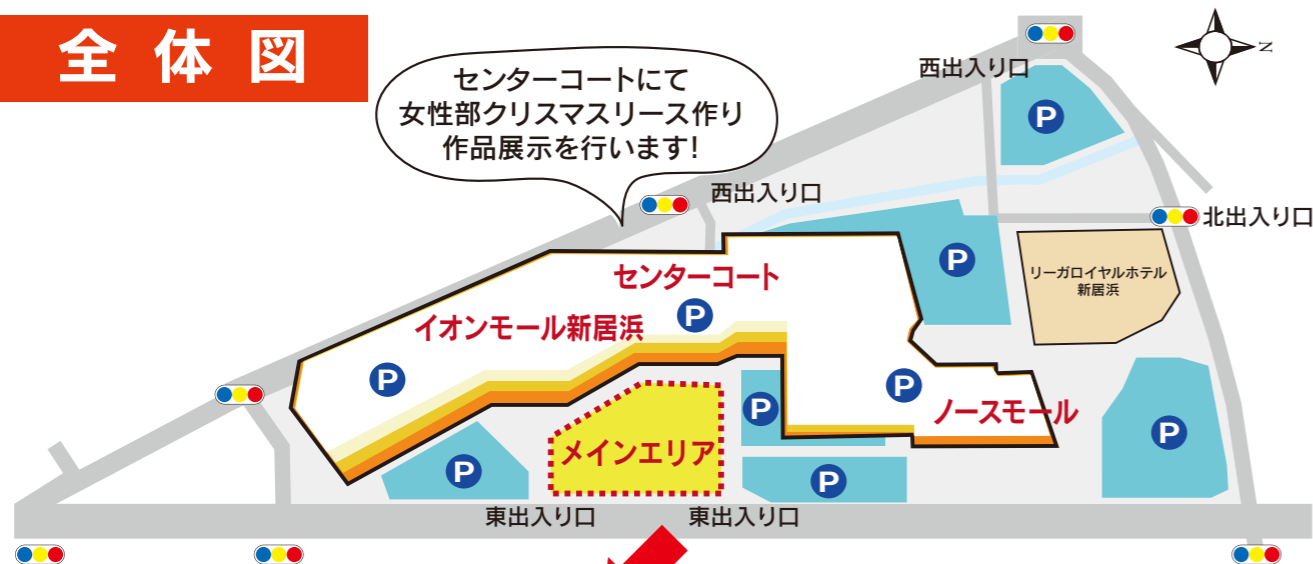 全体図
センターコートにて
女性部クリスマスリース作り
作品展示を行います!
西出入り口
P
N
西出入り口
北出入り口
P
リーガロイヤルホテル
新居浜
センターコート
P
イオンモール新居浜
P
P
ノースモール
P
P
メインエリア
P
P
東出入り口
東出入り口